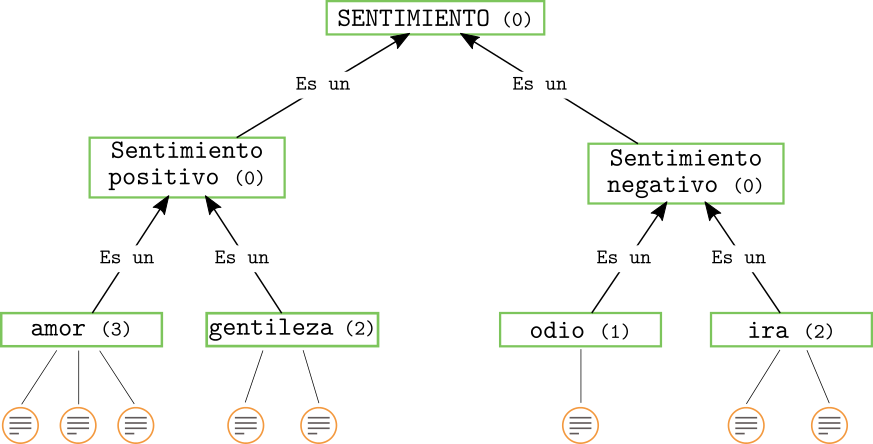 SENTIMIENTO (0)
Es un
Es un
Sentimiento
positivo (0)
Sentimiento
negativo (0)
Es un
Es un
Es un
Es un
amor (3)
gentileza (2)
odio (1)
ira (2)